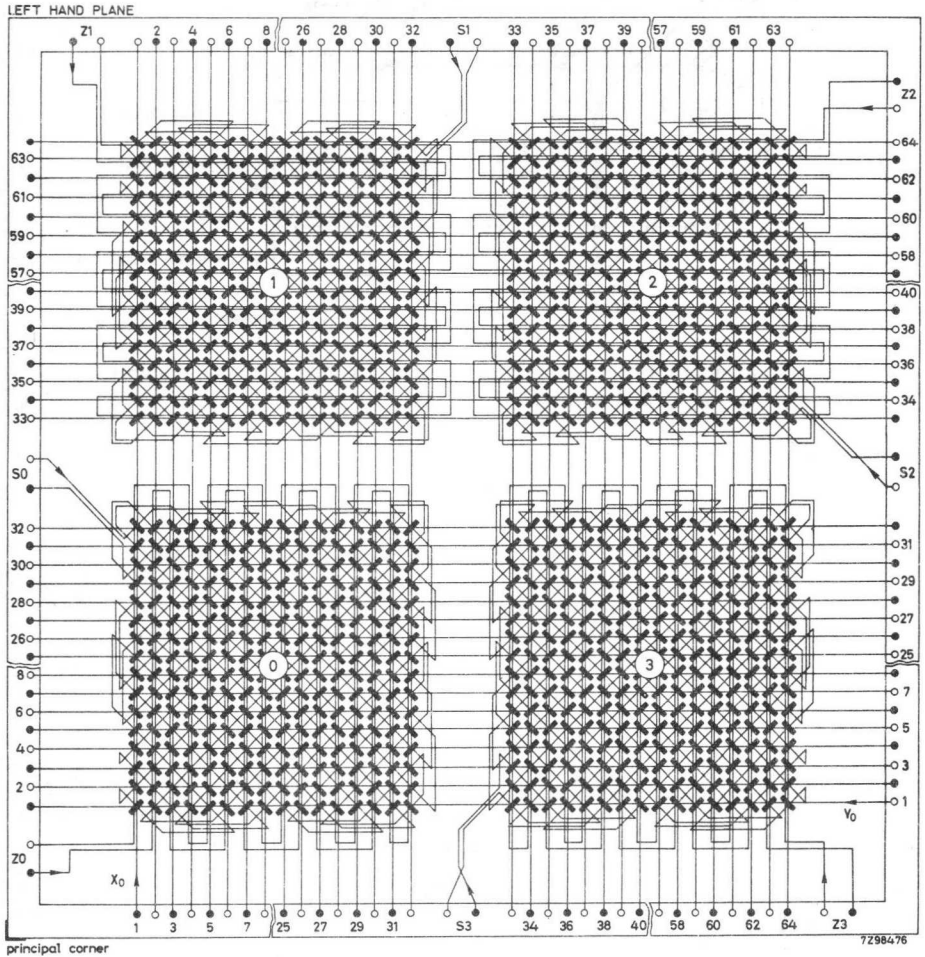 LEFT HAND PLANE
Z1 2 4 6 8 26 28 30 32 S1 33 35 37 39 57 59 61 63
Z2
63 64
61 62
59 60
57 58
1 2
39 40
37 38
35 36
33 34
S0 S2
32 31
30 29
28 27
26 25
0 3
8 7
6 5
4 3
2 1
Y0
Z0
X0
1 3 5 7 25 27 29 31 S3 34 36 38 40 58 60 62 64 Z3
7Z98476
principal corner